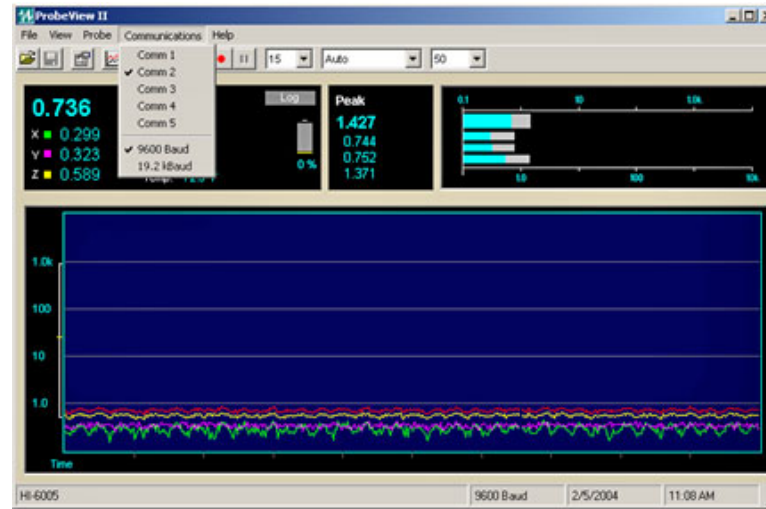 ProbeView II
File View Probe Communications Help
15 Auto 50
Comm 1
Comm 2
Comm 3
Comm 4
Comm 5
9600 Baud
19.2 kBaud
0.736
X 0.299
Y 0.323
Z 0.589
Log
0 %
Peak
1.427
0.744
0.752
1.371
0.1 10 1.0k
1.0 100 10k
1.0k
100
10
1.0
Time
HI-6005 9600 Baud 2/5/2004 11:08 AM